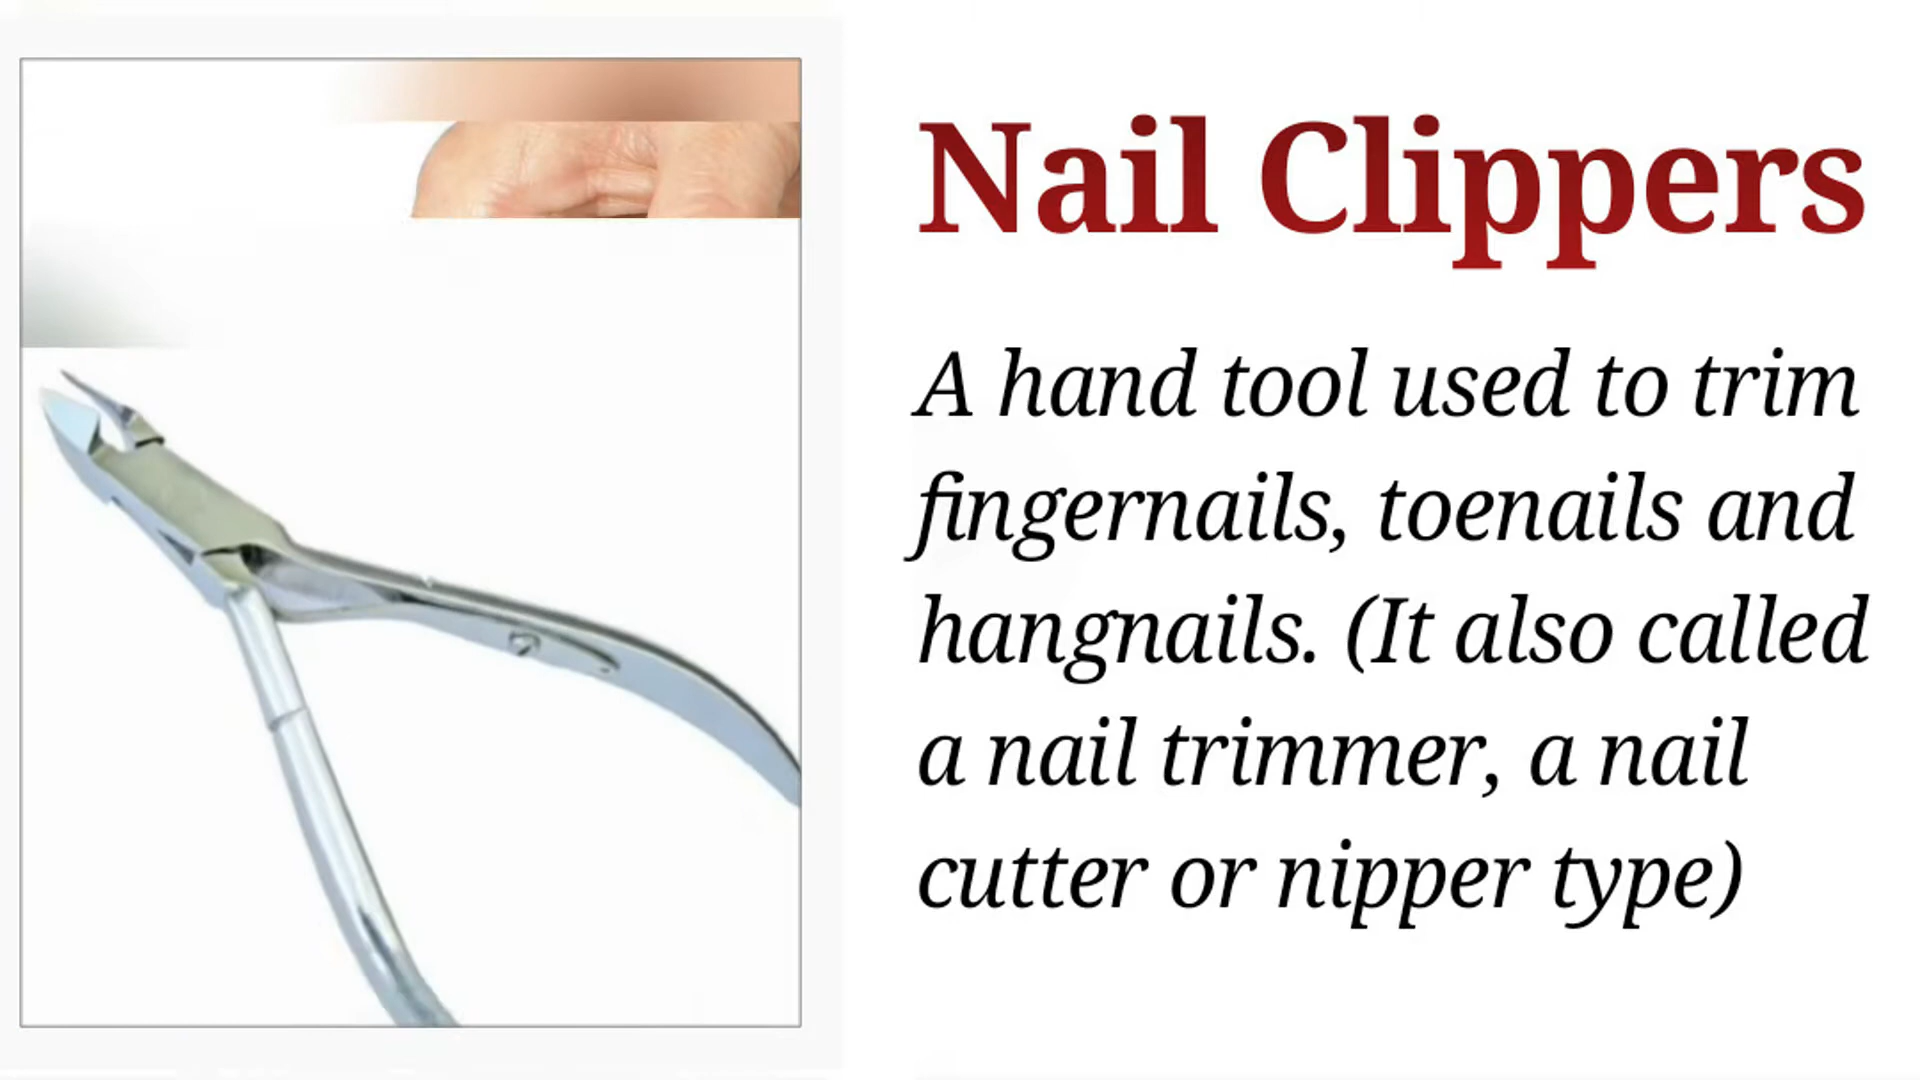 Nail Clippers
A hand tool used to trim
fingernails, toenails and
hangnails. (It also called
a nail trimmer, a nail
cutter or nipper type)